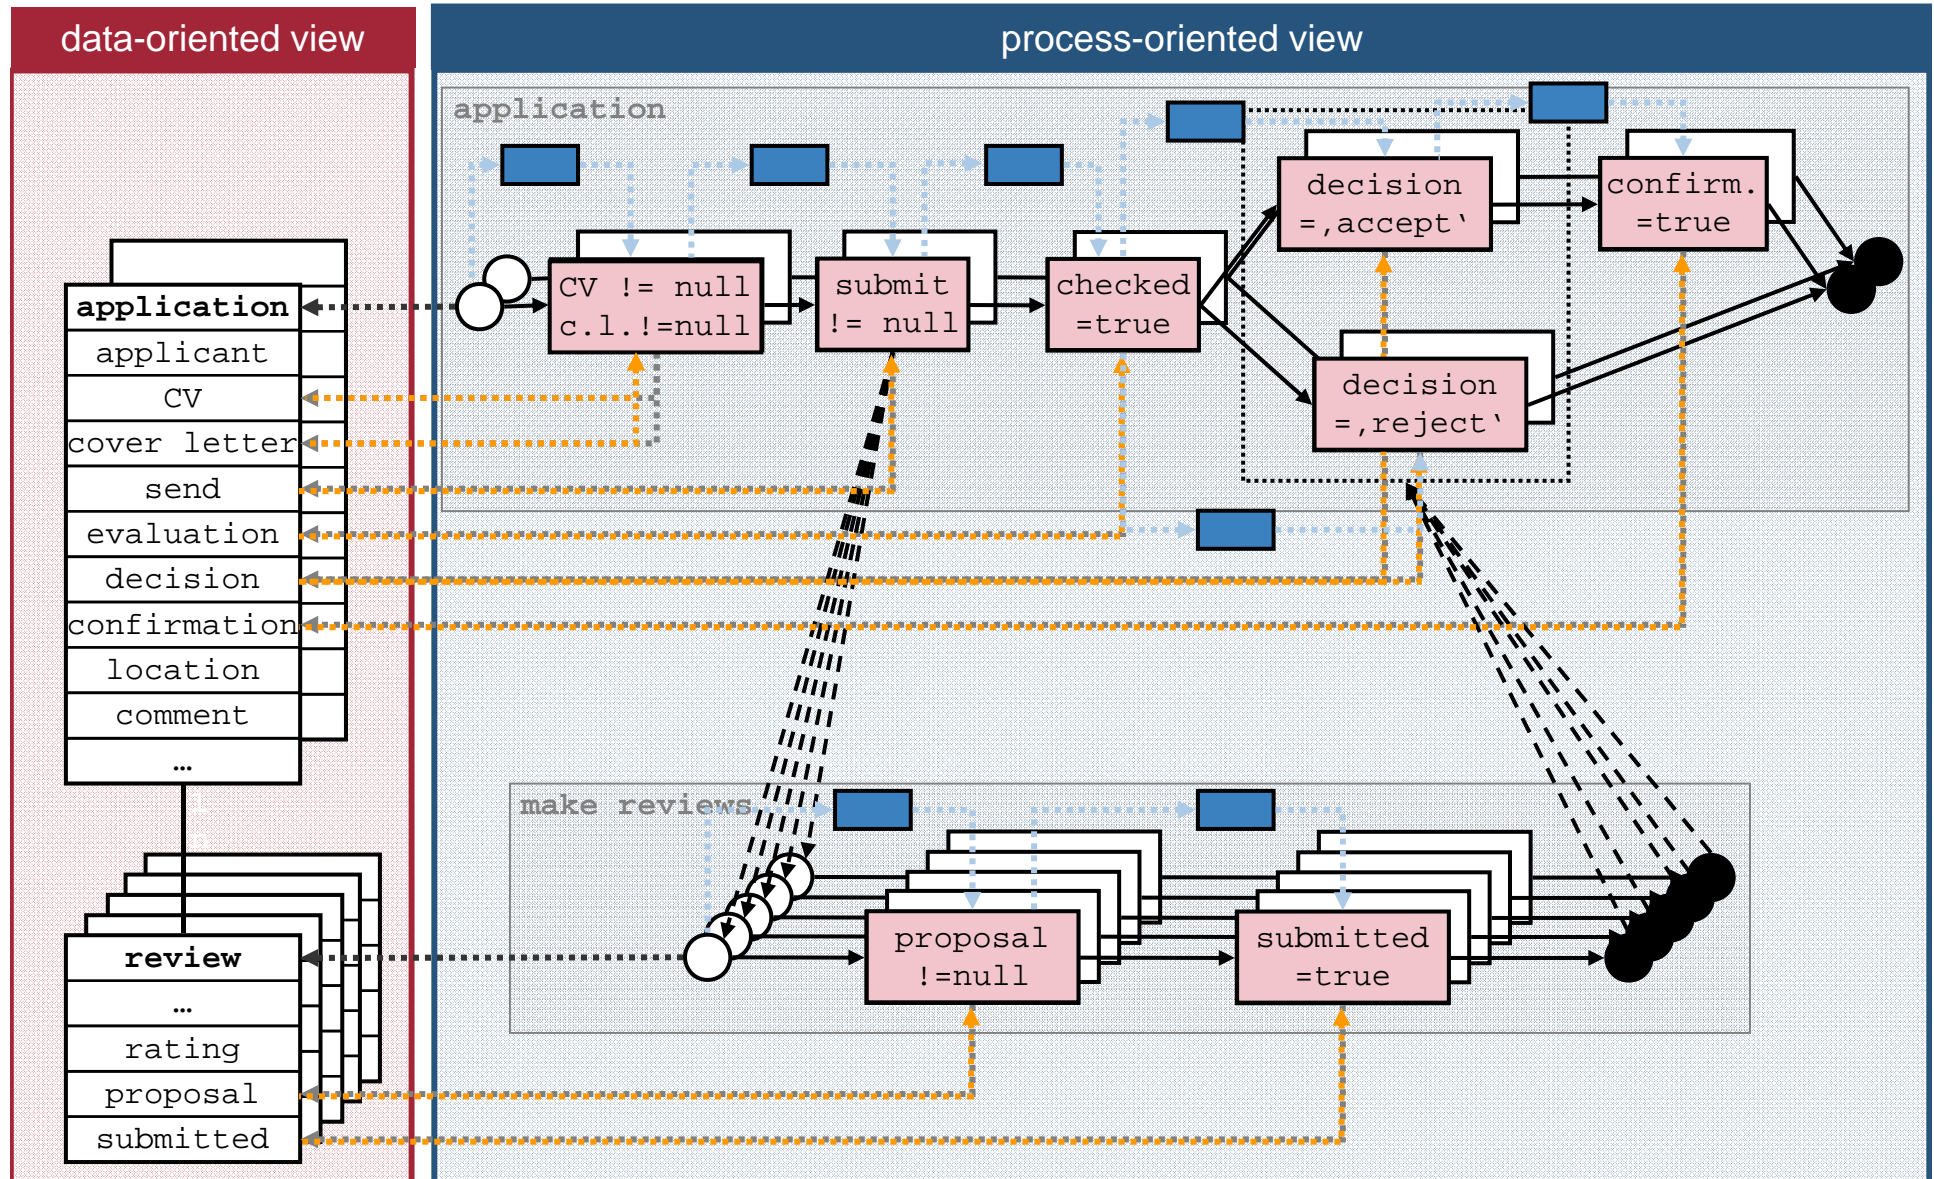 data-oriented view
process-oriented view
application
decision
=‚accept‘
confirm.
=true
CV != null
c.l.!=null
submit
!= null
checked
=true
decision
=‚reject‘
application
applicant
CV
cover letter
send
evaluation
decision
confirmation
location
comment
…
make reviews
proposal
!=null
submitted
=true
review
…
rating
proposal
submitted